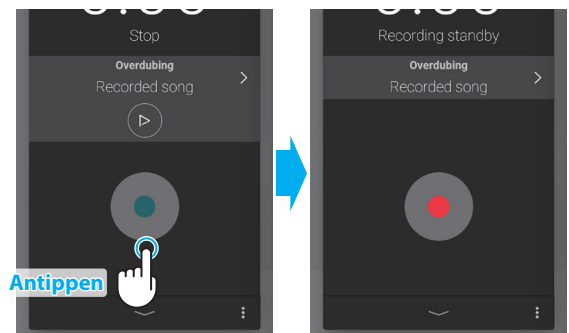 Stop
Overdubing
Recorded song
Antippen
Recording standby
Overdubing
Recorded song